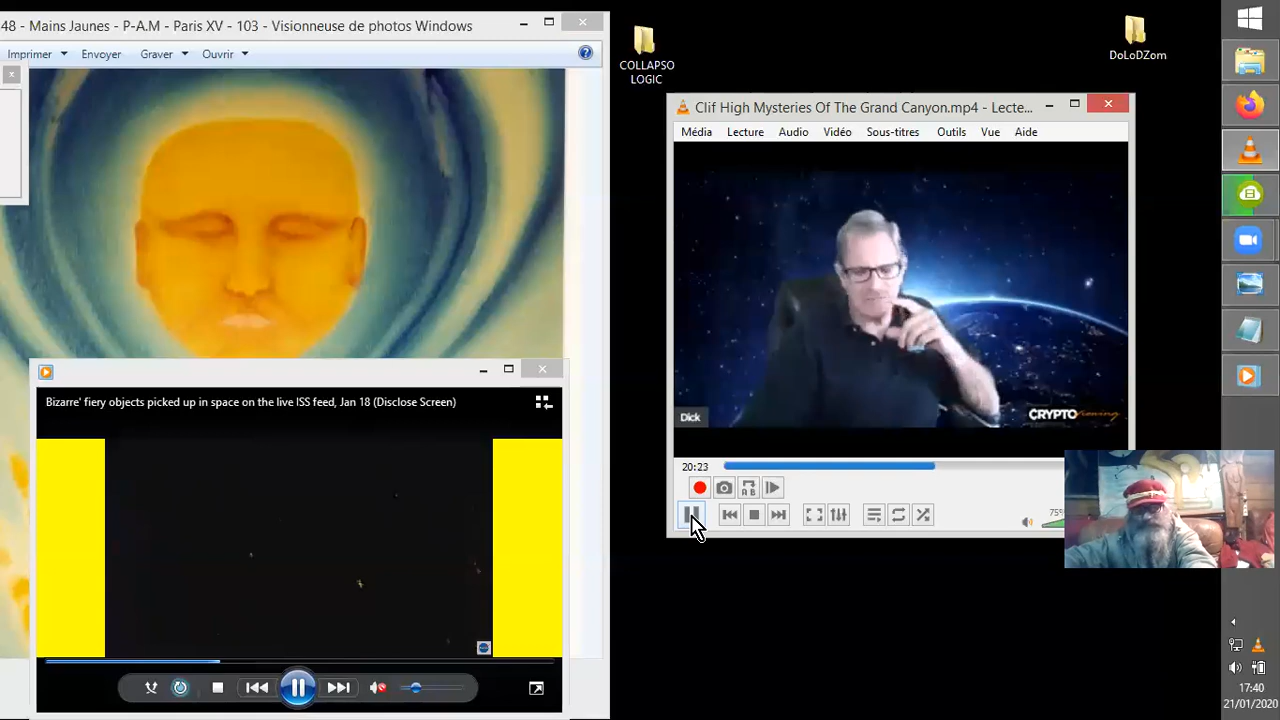 48 - Mains Jaunes - P-A.M - Paris XV - 103 - Visionneuse de photos Windows
Imprimer Envoyer Graver Ouvrir
COLLAPSO
LOGIC
DoLoDZom
Clif High Mysteries Of The Grand Canyon.mp4 - Lecte...
Média Lecture Audio Vidéo Sous-titres Outils Vue Aide
Dick
CRYPTO viewing
20:23
A B
75%
Bizarre' fiery objects picked up in space on the live ISS feed, Jan 18 (Disclose Screen)
17:40
21/01/2020